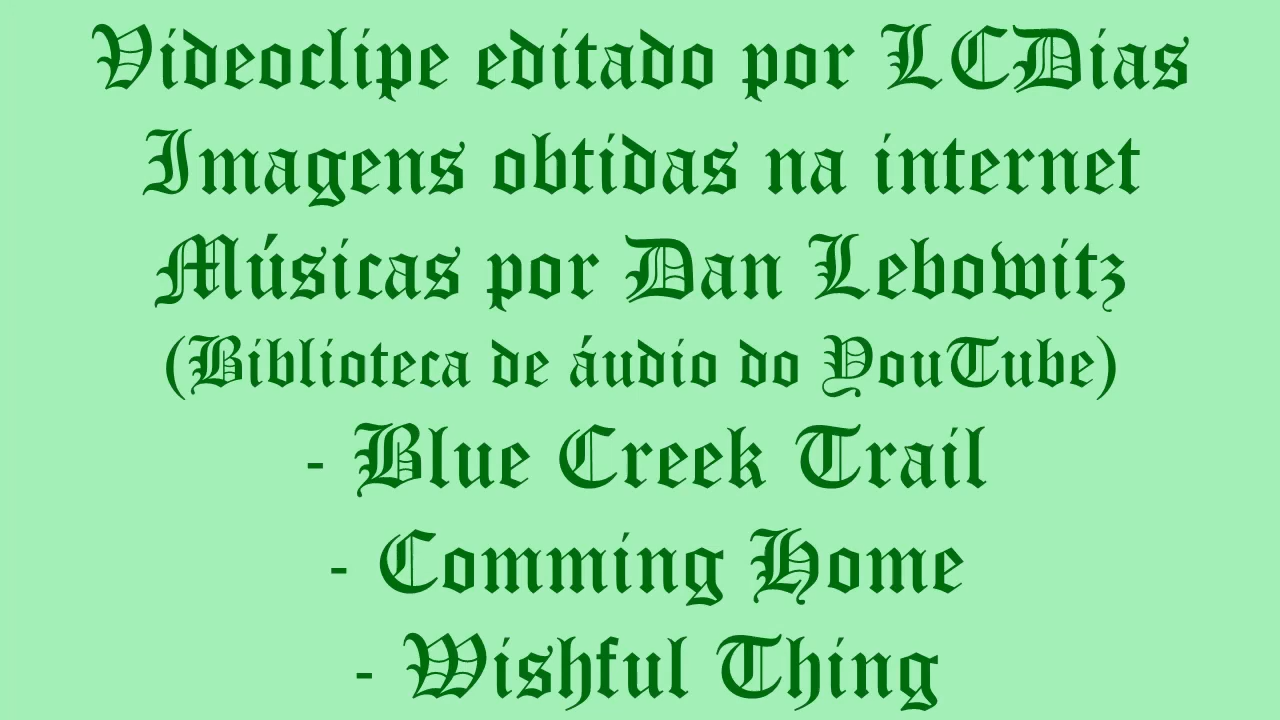 Videoclipe editado por LCDias
Imagens obtidas na internet
Músicas por Dan Lebowitz
(Biblioteca de áudio do YouTube)
- Blue Creek Trail
- Comming Home
- Wishful Thing